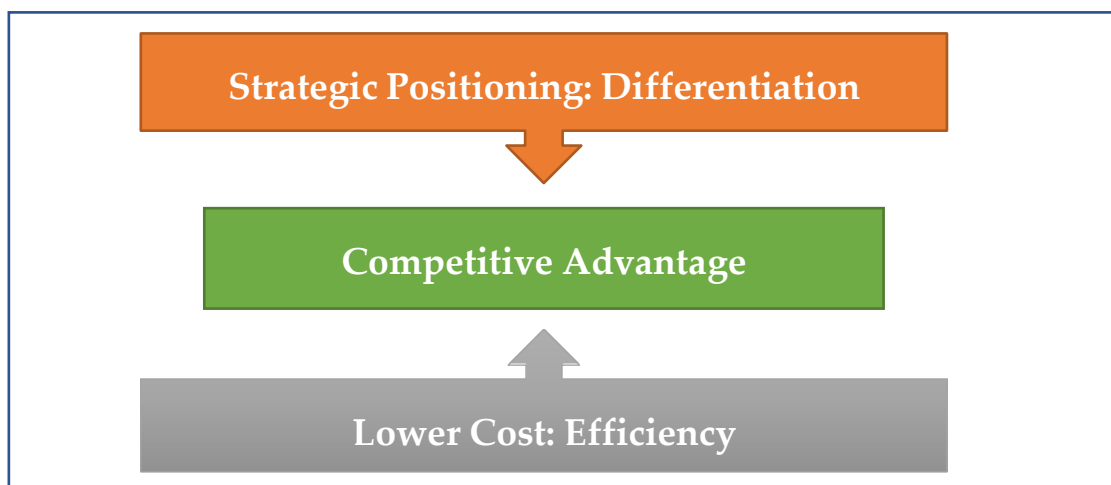 Strategic Positioning: Differentiation
Competitive Advantage
Lower Cost: Efficiency